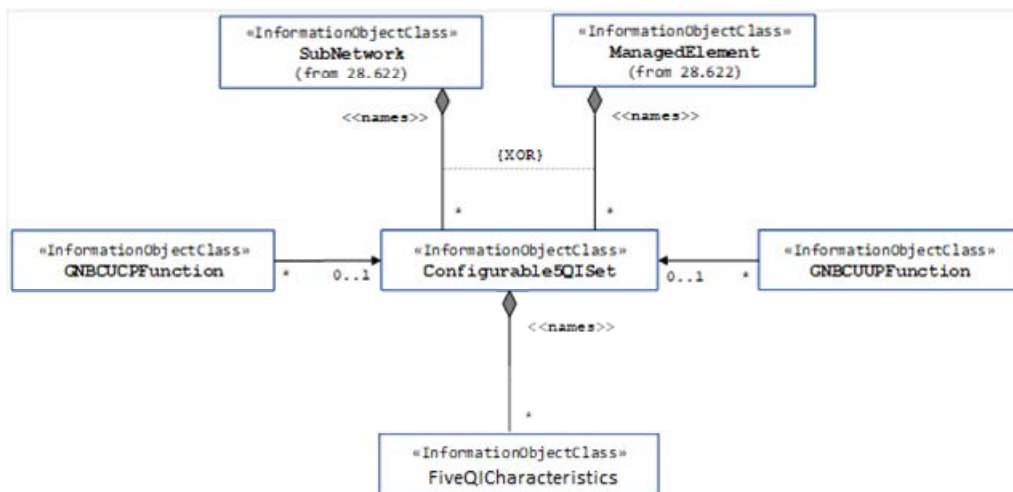 «InformationObjectClass»
SubNetwork
(from 28.622)
«InformationObjectClass»
ManagedElement
(from 28.622)
<<names>>
<<names>>
{XOR}
*
*
«InformationObjectClass»
GNBCUCPFunction
*
0..1
«InformationObjectClass»
Configurable5QISet
0..1
*
«InformationObjectClass»
GNBCUUPFunction
<<names>>
*
«InformationObjectClass»
FiveQICharacteristics